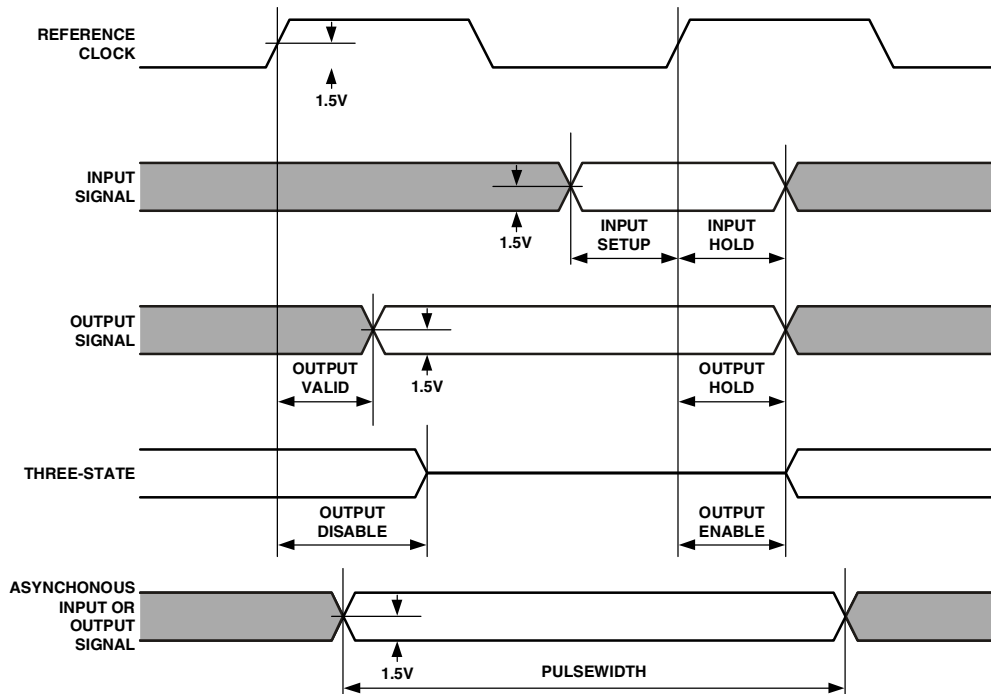 REFERENCE
CLOCK
1.5V
INPUT
SIGNAL
1.5V
INPUT
SETUP
INPUT
HOLD
OUTPUT
SIGNAL
OUTPUT
VALID
1.5V
OUTPUT
HOLD
THREE-STATE
OUTPUT
DISABLE
OUTPUT
ENABLE
ASYNCHONOUS
INPUT OR
OUTPUT
SIGNAL
1.5V
PULSEWIDTH